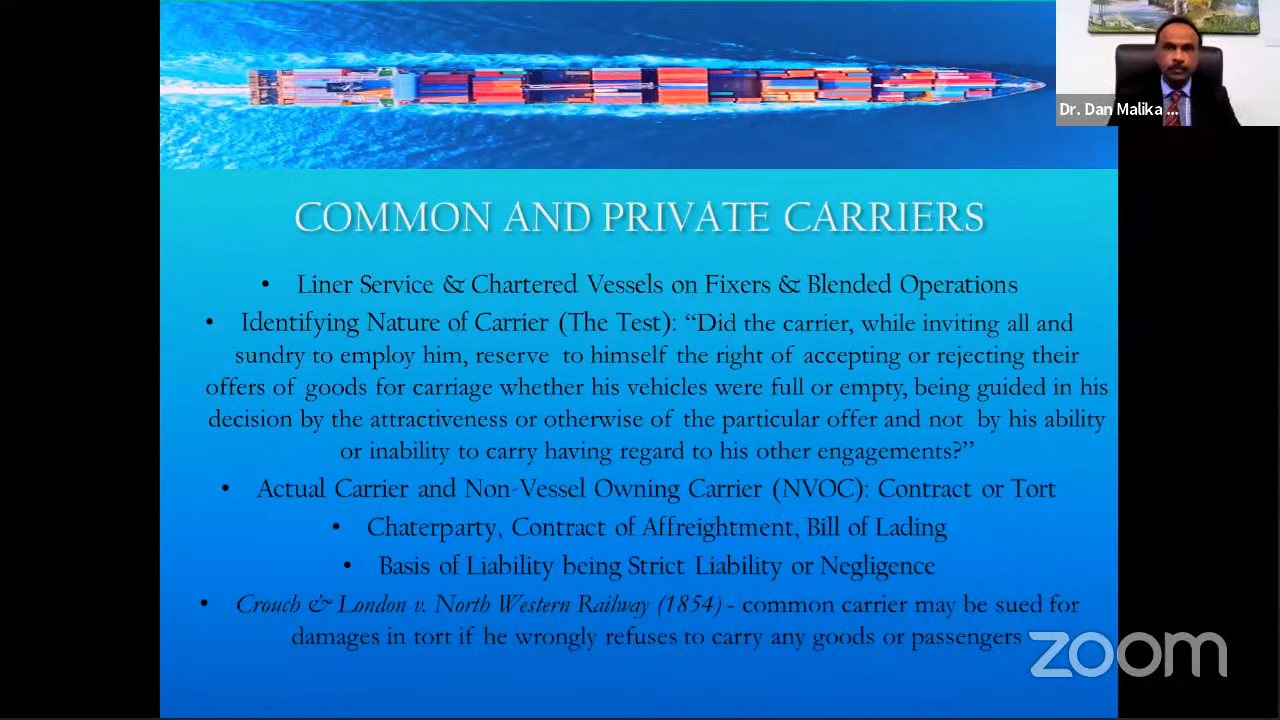 Dr. Dan Malika ...
COMMON AND PRIVATE CARRIERS
• Liner Service & Chartered Vessels on Fixers & Blended Operations
• Identifying Nature of Carrier (The Test): “Did the carrier, while inviting all and
sundry to employ him, reserve to himself the right of accepting or rejecting their
offers of goods for carriage whether his vehicles were full or empty, being guided in his
decision by the attractiveness or otherwise of the particular offer and not by his ability
or inability to carry having regard to his other engagements?”
• Actual Carrier and Non-Vessel Owning Carrier (NVOC): Contract or Tort
• Chaterparty, Contract of Affreightment, Bill of Lading
• Basis of Liability being Strict Liability or Negligence
• Crouch & London v. North Western Railway (1854) - common carrier may be sued for
damages in tort if he wrongly refuses to carry any goods or passengers
zoom